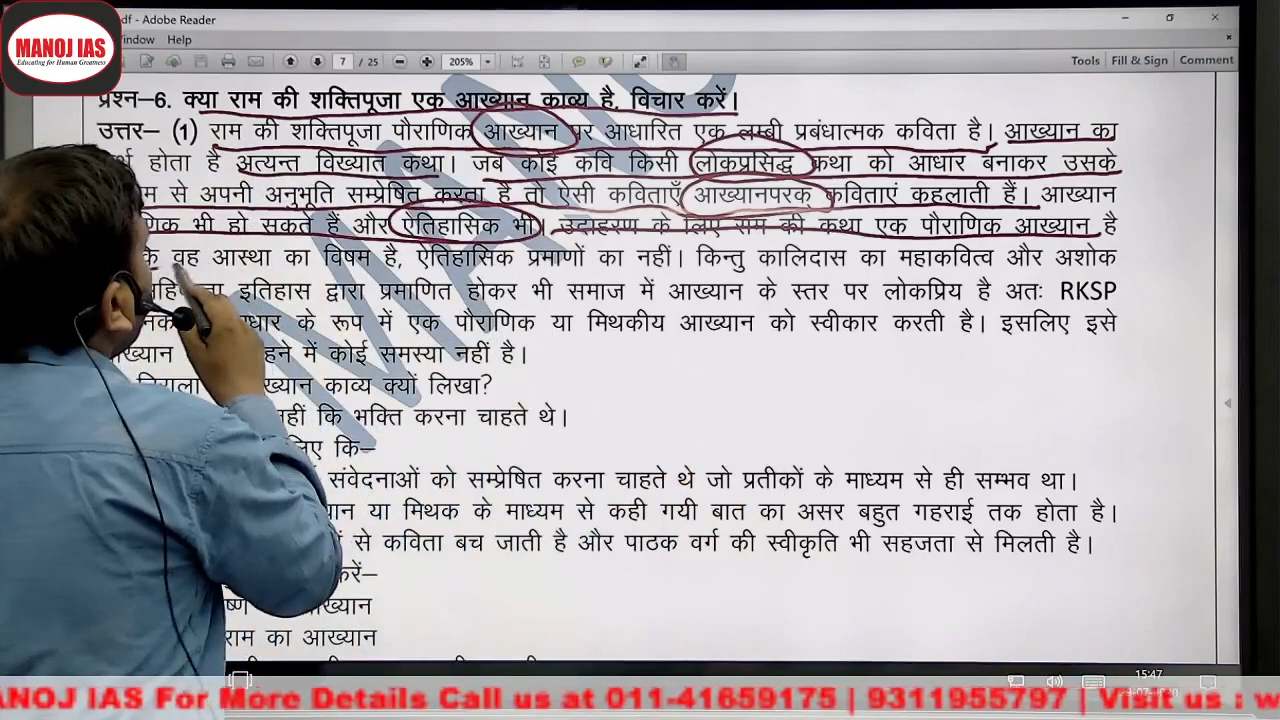 MANOJ IAS
Educating for Human Greatness
df - Adobe Reader
indow Help
7 / 25
205%
Tools Fill & Sign Comment
प्रश्न–6. क्या राम की शक्तिपूजा एक आख्यान काव्य है, विचार करें।
उत्तर– (1) राम की शक्तिपूजा पौराणिक आख्यान पर आधारित एक लम्बी प्रबंधात्मक कविता है। आख्यान का
र्थ होता है अत्यन्त विख्यात कथा। जब कोई कवि किसी लोकप्रसिद्ध कथा को आधार बनाकर उसके
म से अपनी अनुभूति सम्प्रेषित करता है तो ऐसी कविताएँ आख्यानपरक कविताएं कहलाती हैं। आख्यान
णिक भी हो सकते हैं और ऐतिहासिक भी। उदाहरण के लिए राम की कथा एक पौराणिक आख्यान है
के वह आस्था का विषम है, ऐतिहासिक प्रमाणों का नहीं। किन्तु कालिदास का महाकवित्व और अशोक
इतिहास द्वारा प्रमाणित होकर भी समाज में आख्यान के स्तर पर लोकप्रिय है अतः RKSP
के रूप में एक पौराणिक या मिथकीय आख्यान को स्वीकार करती है। इसलिए इसे
में कोई समस्या नहीं है।
काव्य क्यों लिखा?
नहीं कि भक्ति करना चाहते थे।
लिए कि–
संवेदनाओं को सम्प्रेषित करना चाहते थे जो प्रतीकों के माध्यम से ही सम्भव था।
यान या मिथक के माध्यम से कही गयी बात का असर बहुत गहराई तक होता है।
से कविता बच जाती है और पाठक वर्ग की स्वीकृति भी सहजता से मिलती है।
करें–
ष्ण आख्यान
राम का आख्यान
15:47
MANOJ IAS For More Details Call us at 011-41659175 | 9311955797 | Visit us : w